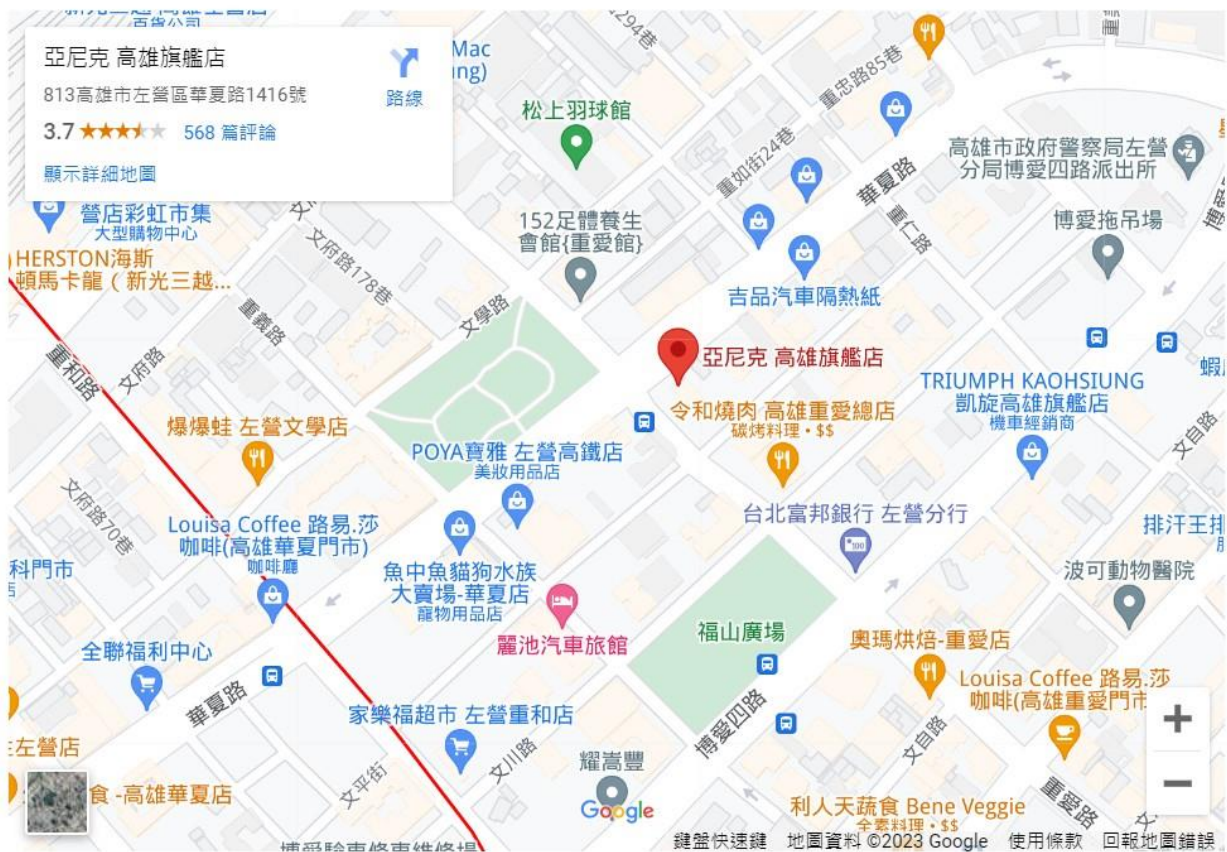 亞尼克 高雄旗艦店
813高雄市左營區華夏路1416號
3.7
568 篇評論
顯示詳細地圖
路線
百貨公司
Mac
ung)
1294巷
松上羽球館
重忠路85巷
重如街24巷
華夏路
高雄市政府警察局左營
分局博愛四路派出所
營店彩虹市集
大型購物中心
文府路178巷
152足體養生
會館{重愛館}
重仁路
博愛拖吊場
HERSTON海斯
頓馬卡龍 ( 新光三越...
重義路
文學路
吉品汽車隔熱紙
重和路
文府路
亞尼克 高雄旗艦店
TRIUMPH KAOHSIUNG
凱旋高雄旗艦店
機車經銷商
令和燒肉 高雄重愛總店
碳烤料理・$$
爆爆蛙 左營文學店
POYA寶雅 左營高鐵店
美妝用品店
文自路
文府路70巷
Louisa Coffee 路易.莎
咖啡(高雄華夏門市)
咖啡廳
台北富邦銀行 左營分行
排汗王排
科門市
魚中魚貓狗水族
大賣場-華夏店
寵物用品店
波可動物醫院
麗池汽車旅館
福山廣場
奧瑪烘焙-重愛店
全聯福利中心
Louisa Coffee 路易.莎
咖啡(高雄重愛門市
華夏路
家樂福超市 左營重和店
博愛四路
文自路
左營店
文川路
耀嵩豐
文平街
食 -高雄華夏店
Google
利人天蔬食 Bene Veggie
全素料理・$$
重愛路
鍵盤快速鍵
地圖資料 ©2023 Google
使用條款
回報地圖錯誤